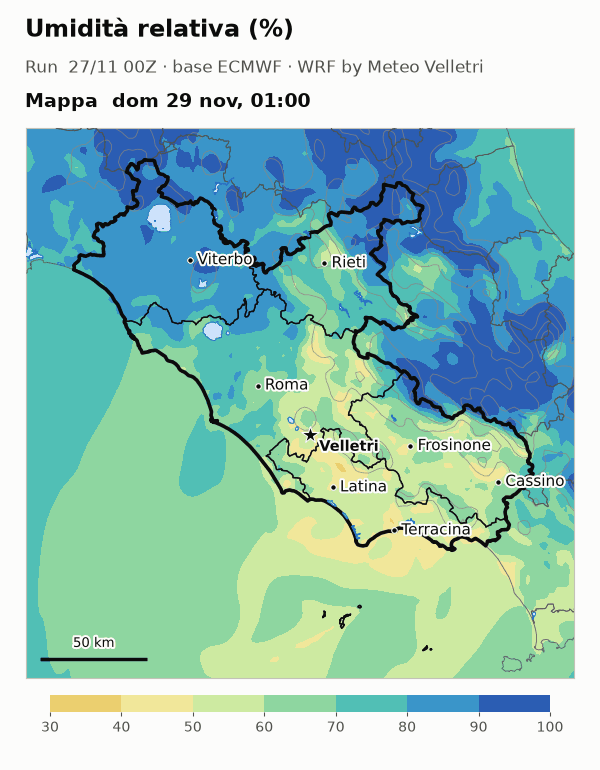 Umidità relativa (%)
Run  27/11 00Z · base ECMWF · WRF by Meteo Velletri
Mappa  dom 29 nov, 01:00
Viterbo
Rieti
Roma
Velletri
Frosinone
Latina
Cassino
Terracina
50 km
30 40 50 60 70 80 90 100